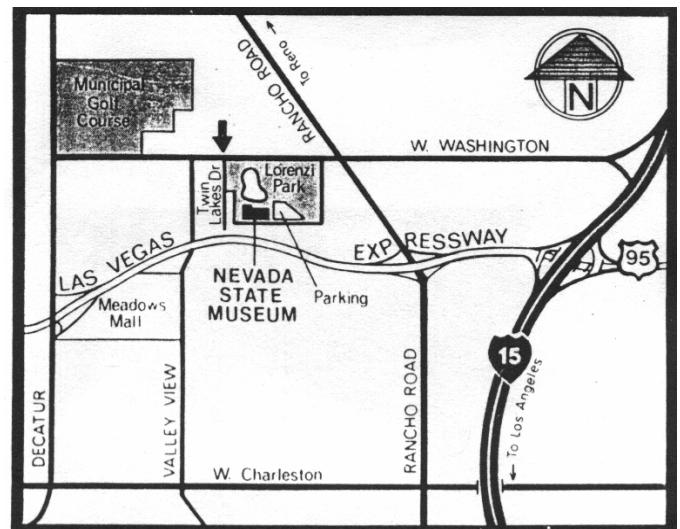 ← To Reno →
RANCHO ROAD
Municipal
Golf
Course
N
W. WASHINGTON
Twin
Lakes Dr
Lorenzi
Park
LAS VEGAS EXPRESSWAY
95
NEVADA
STATE
MUSEUM
Parking
Meadows
Mall
15
→ To Los Angeles
DECATUR
VALLEY VIEW
RANCHO ROAD
W. Charleston